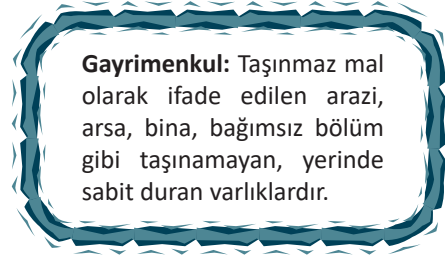 Gayrimenkul: Taşınmaz mal
olarak ifade edilen arazi,
arsa, bina, bağımsız bölüm
gibi taşınamayan, yerinde
sabit duran varlıklardır.